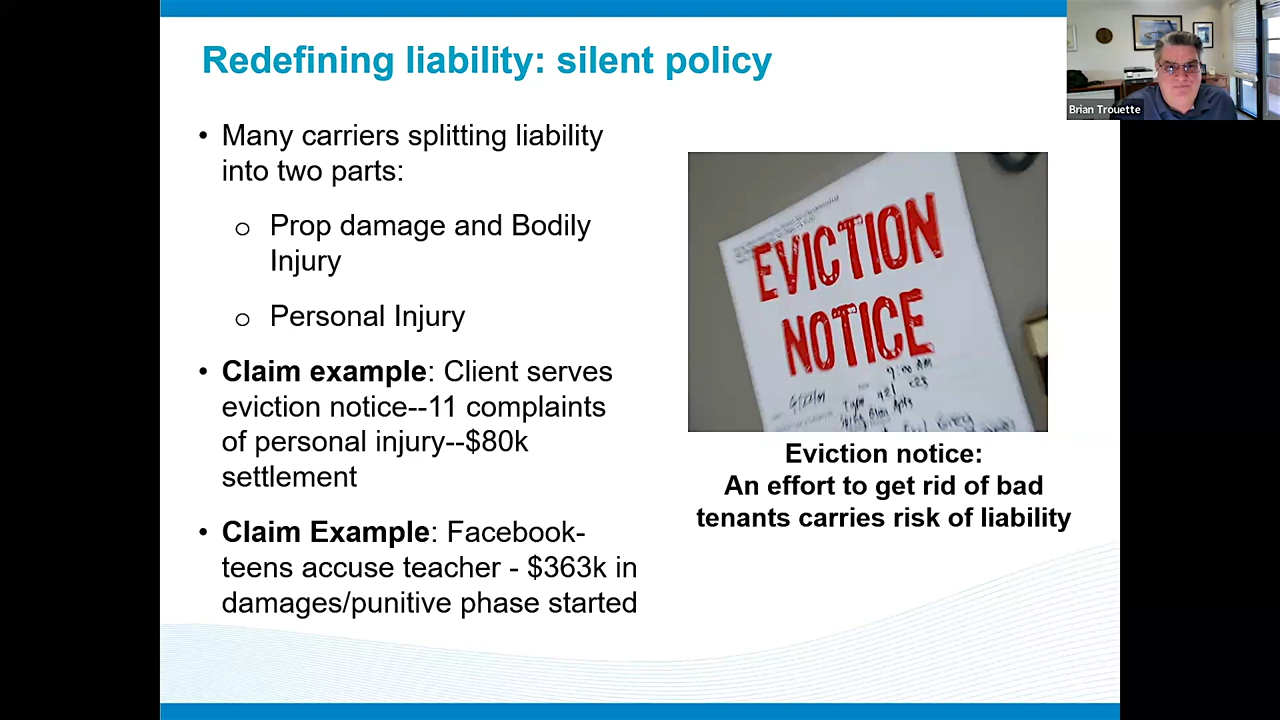 Redefining liability: silent policy
Brian Trouette
• Many carriers splitting liability
into two parts:
o Prop damage and Bodily
Injury
o Personal Injury
• Claim example: Client serves
eviction notice--11 complaints
of personal injury--$80k
settlement
• Claim Example: Facebook-
teens accuse teacher - $363k in
damages/punitive phase started
EVICTION
NOTICE
9:00 AM
Eviction notice:
An effort to get rid of bad
tenants carries risk of liability